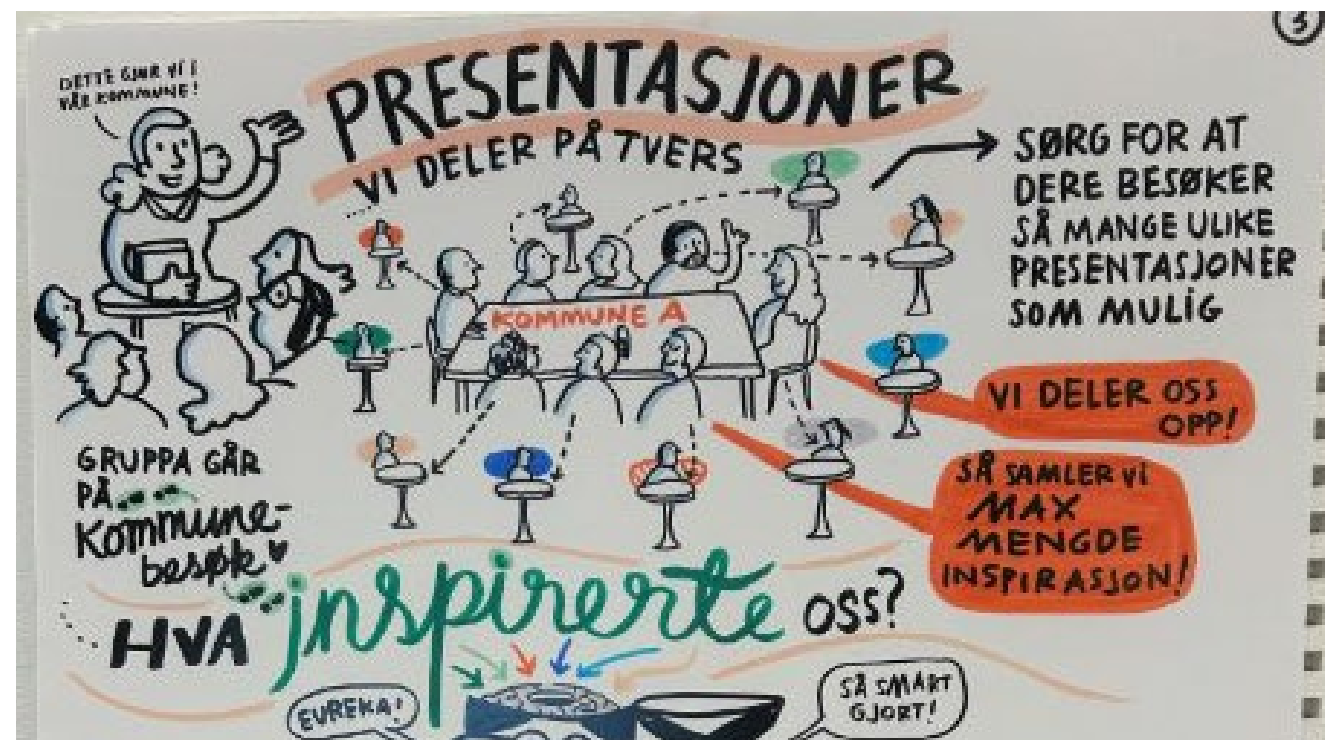 3
DETTE GJØR VI I
VÅR KOMMUNE!
PRESENTASJONER
VI DELER PÅ TVERS
SØRG FOR AT
DERE BESØKER
SÅ MANGE ULIKE
PRESENTASJONER
SOM MULIG
KOMMUNE A
VI DELER OSS
OPP!
SÅ SAMLER VI
MAX
MENGDE
INSPIRASJON!
GRUPPA GÅR
PÅ...
Kommune-
besøk
HVA inspirerte oss?
EUREKA!
SÅ SMART
GJORT!